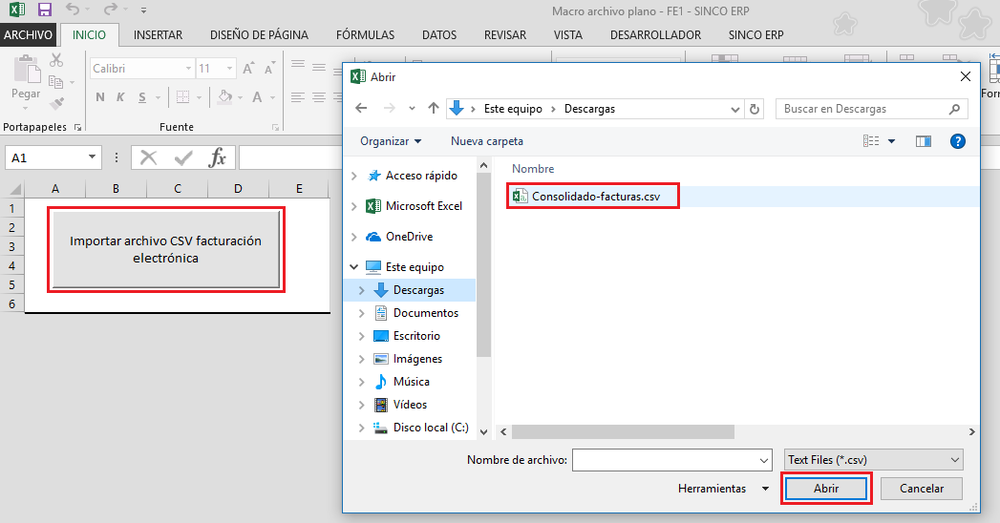 Macro archivo plano - FE1 - SINCO ERP
ARCHIVO INICIO INSERTAR DISEÑO DE PÁGINA FÓRMULAS DATOS REVISAR VISTA DESARROLLADOR SINCO ERP
Calibri 11
Pegar
N K S
Portapapeles Fuente
A1
fx
A B C D E
1
2
3
4
5
6
Importar archivo CSV facturación
electrónica
Abrir
Este equipo Descargas
Buscar en Descargas
Organizar Nueva carpeta
Acceso rápido
Microsoft Excel
OneDrive
Este equipo
Descargas
Documentos
Escritorio
Imágenes
Música
Vídeos
Disco local (C:)
Nombre
Consolidado-facturas.csv
Nombre de archivo: Text Files (*.csv)
Herramientas Abrir Cancelar